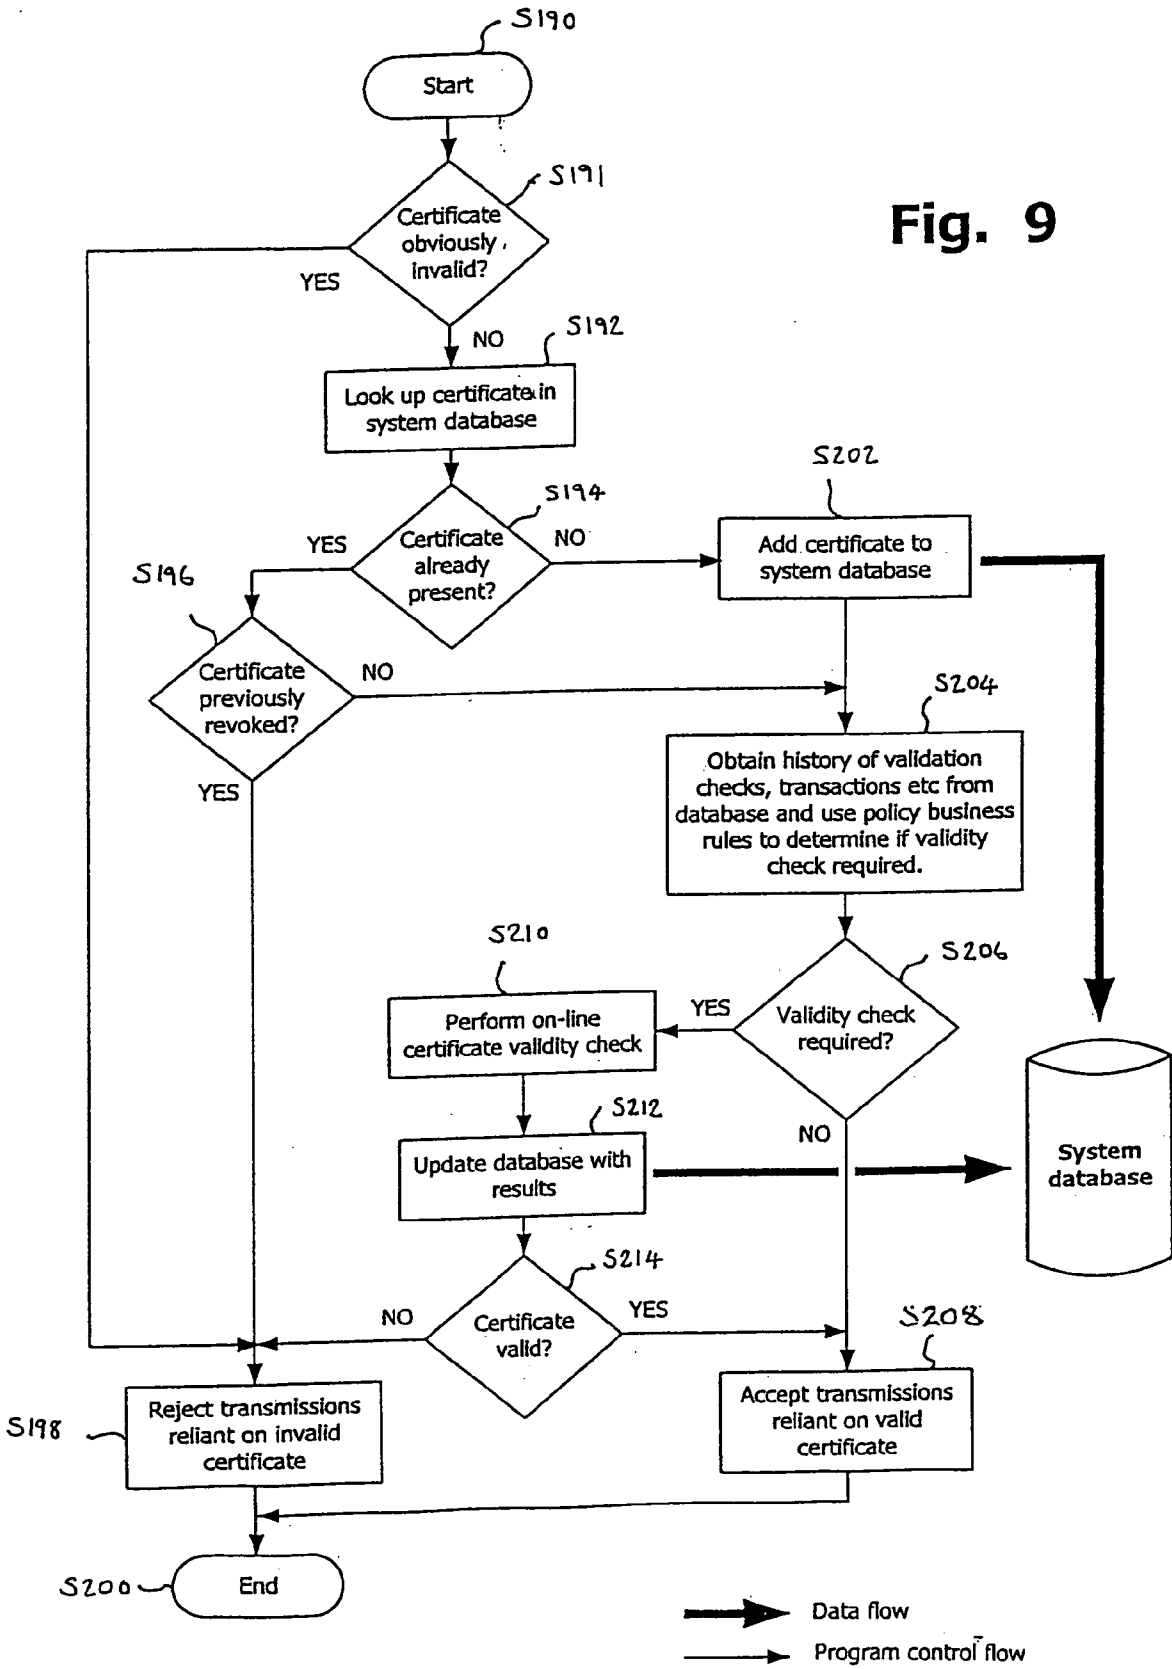 S190
Start
S191
Certificate
obviously
invalid?
YES
Fig. 9
NO
S192
Look up certificate in
system database
S194
YES
Certificate
already
present?
NO
S202
Add certificate to
system database
S196
Certificate
previously
revoked?
NO
YES
S204
Obtain history of validation
checks, transactions etc from
database and use policy business
rules to determine if validity
check required.
S210
Perform on-line
certificate validity check
YES
S206
Validity check
required?
NO
S212
Update database with
results
System
database
S214
NO
Certificate
valid?
YES
S208
S198
Reject transmissions
reliant on invalid
certificate
Accept transmissions
reliant on valid
certificate
S200
End
Data flow
Program control flow